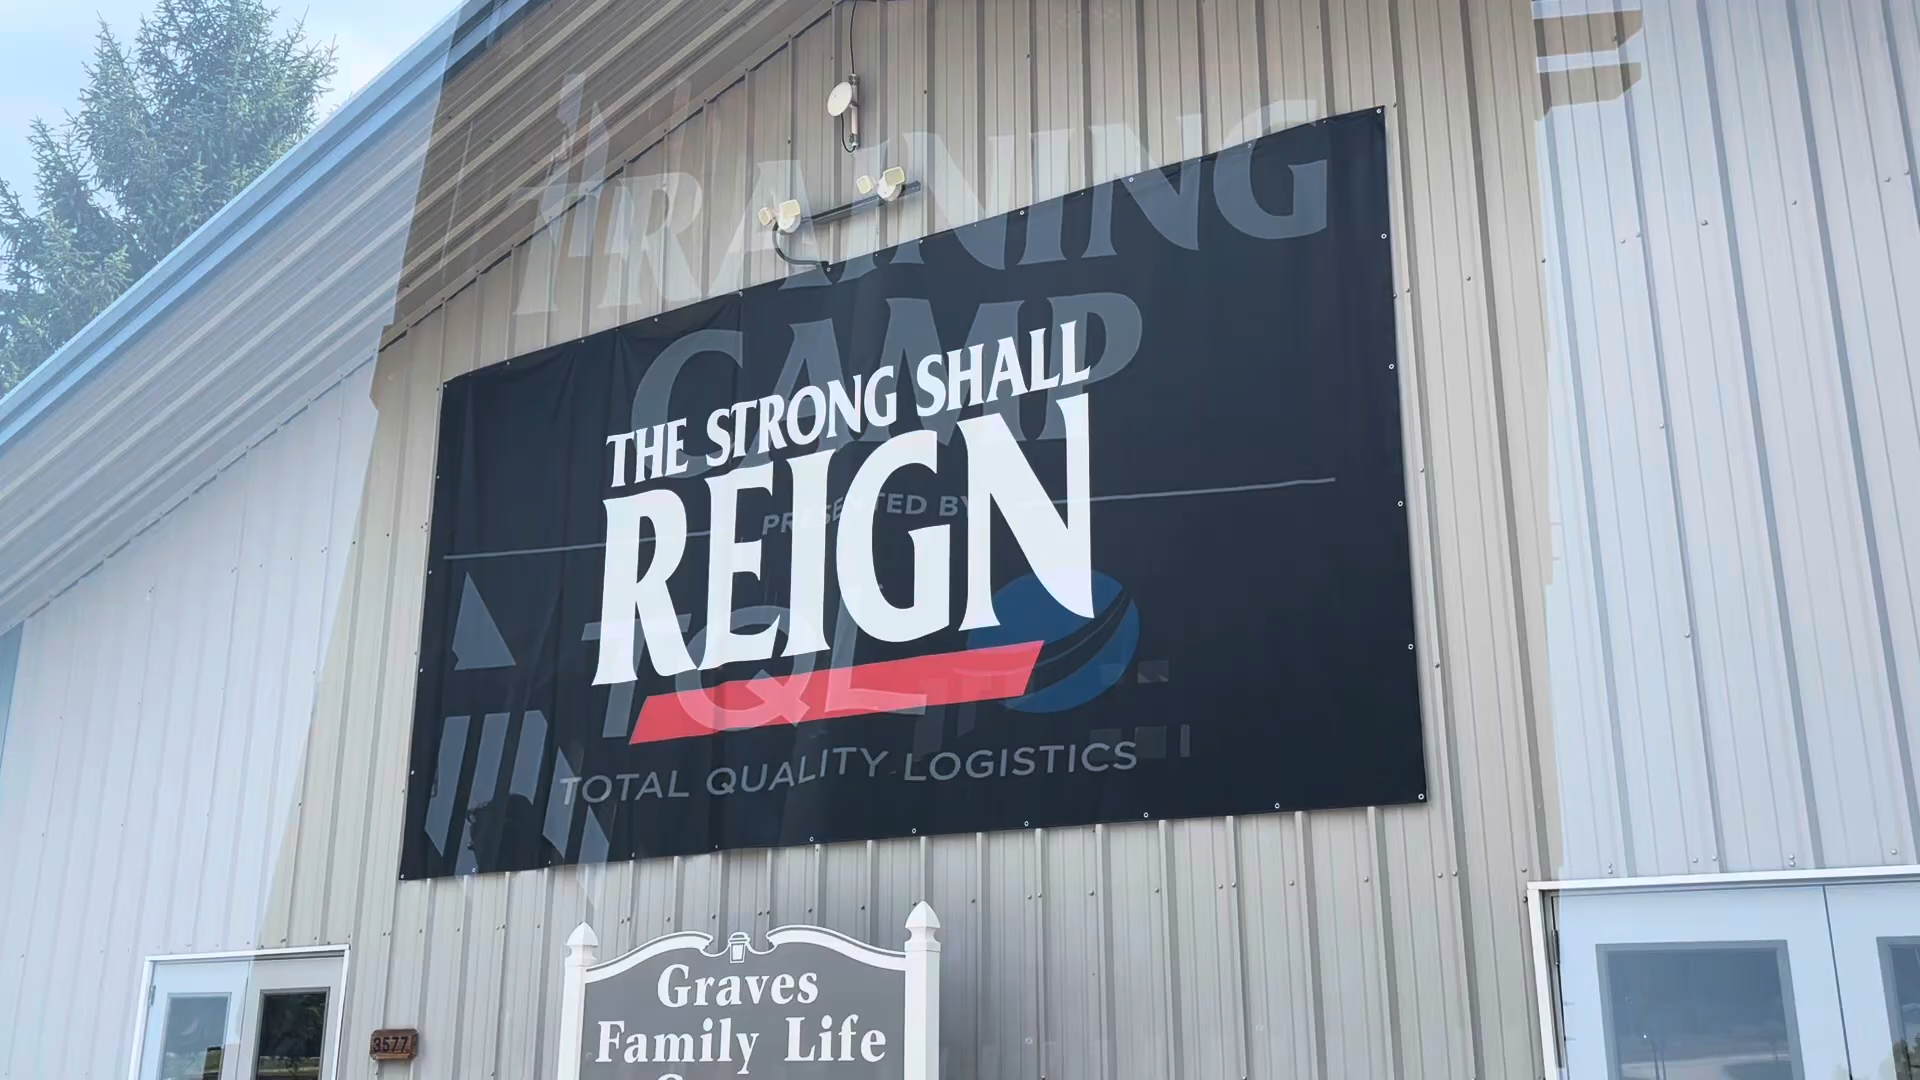 TRAINING
CAMP
THE STRONG SHALL
REIGN
PRESENTED BY
TQL
TOTAL QUALITY LOGISTICS
Graves
Family Life
3577